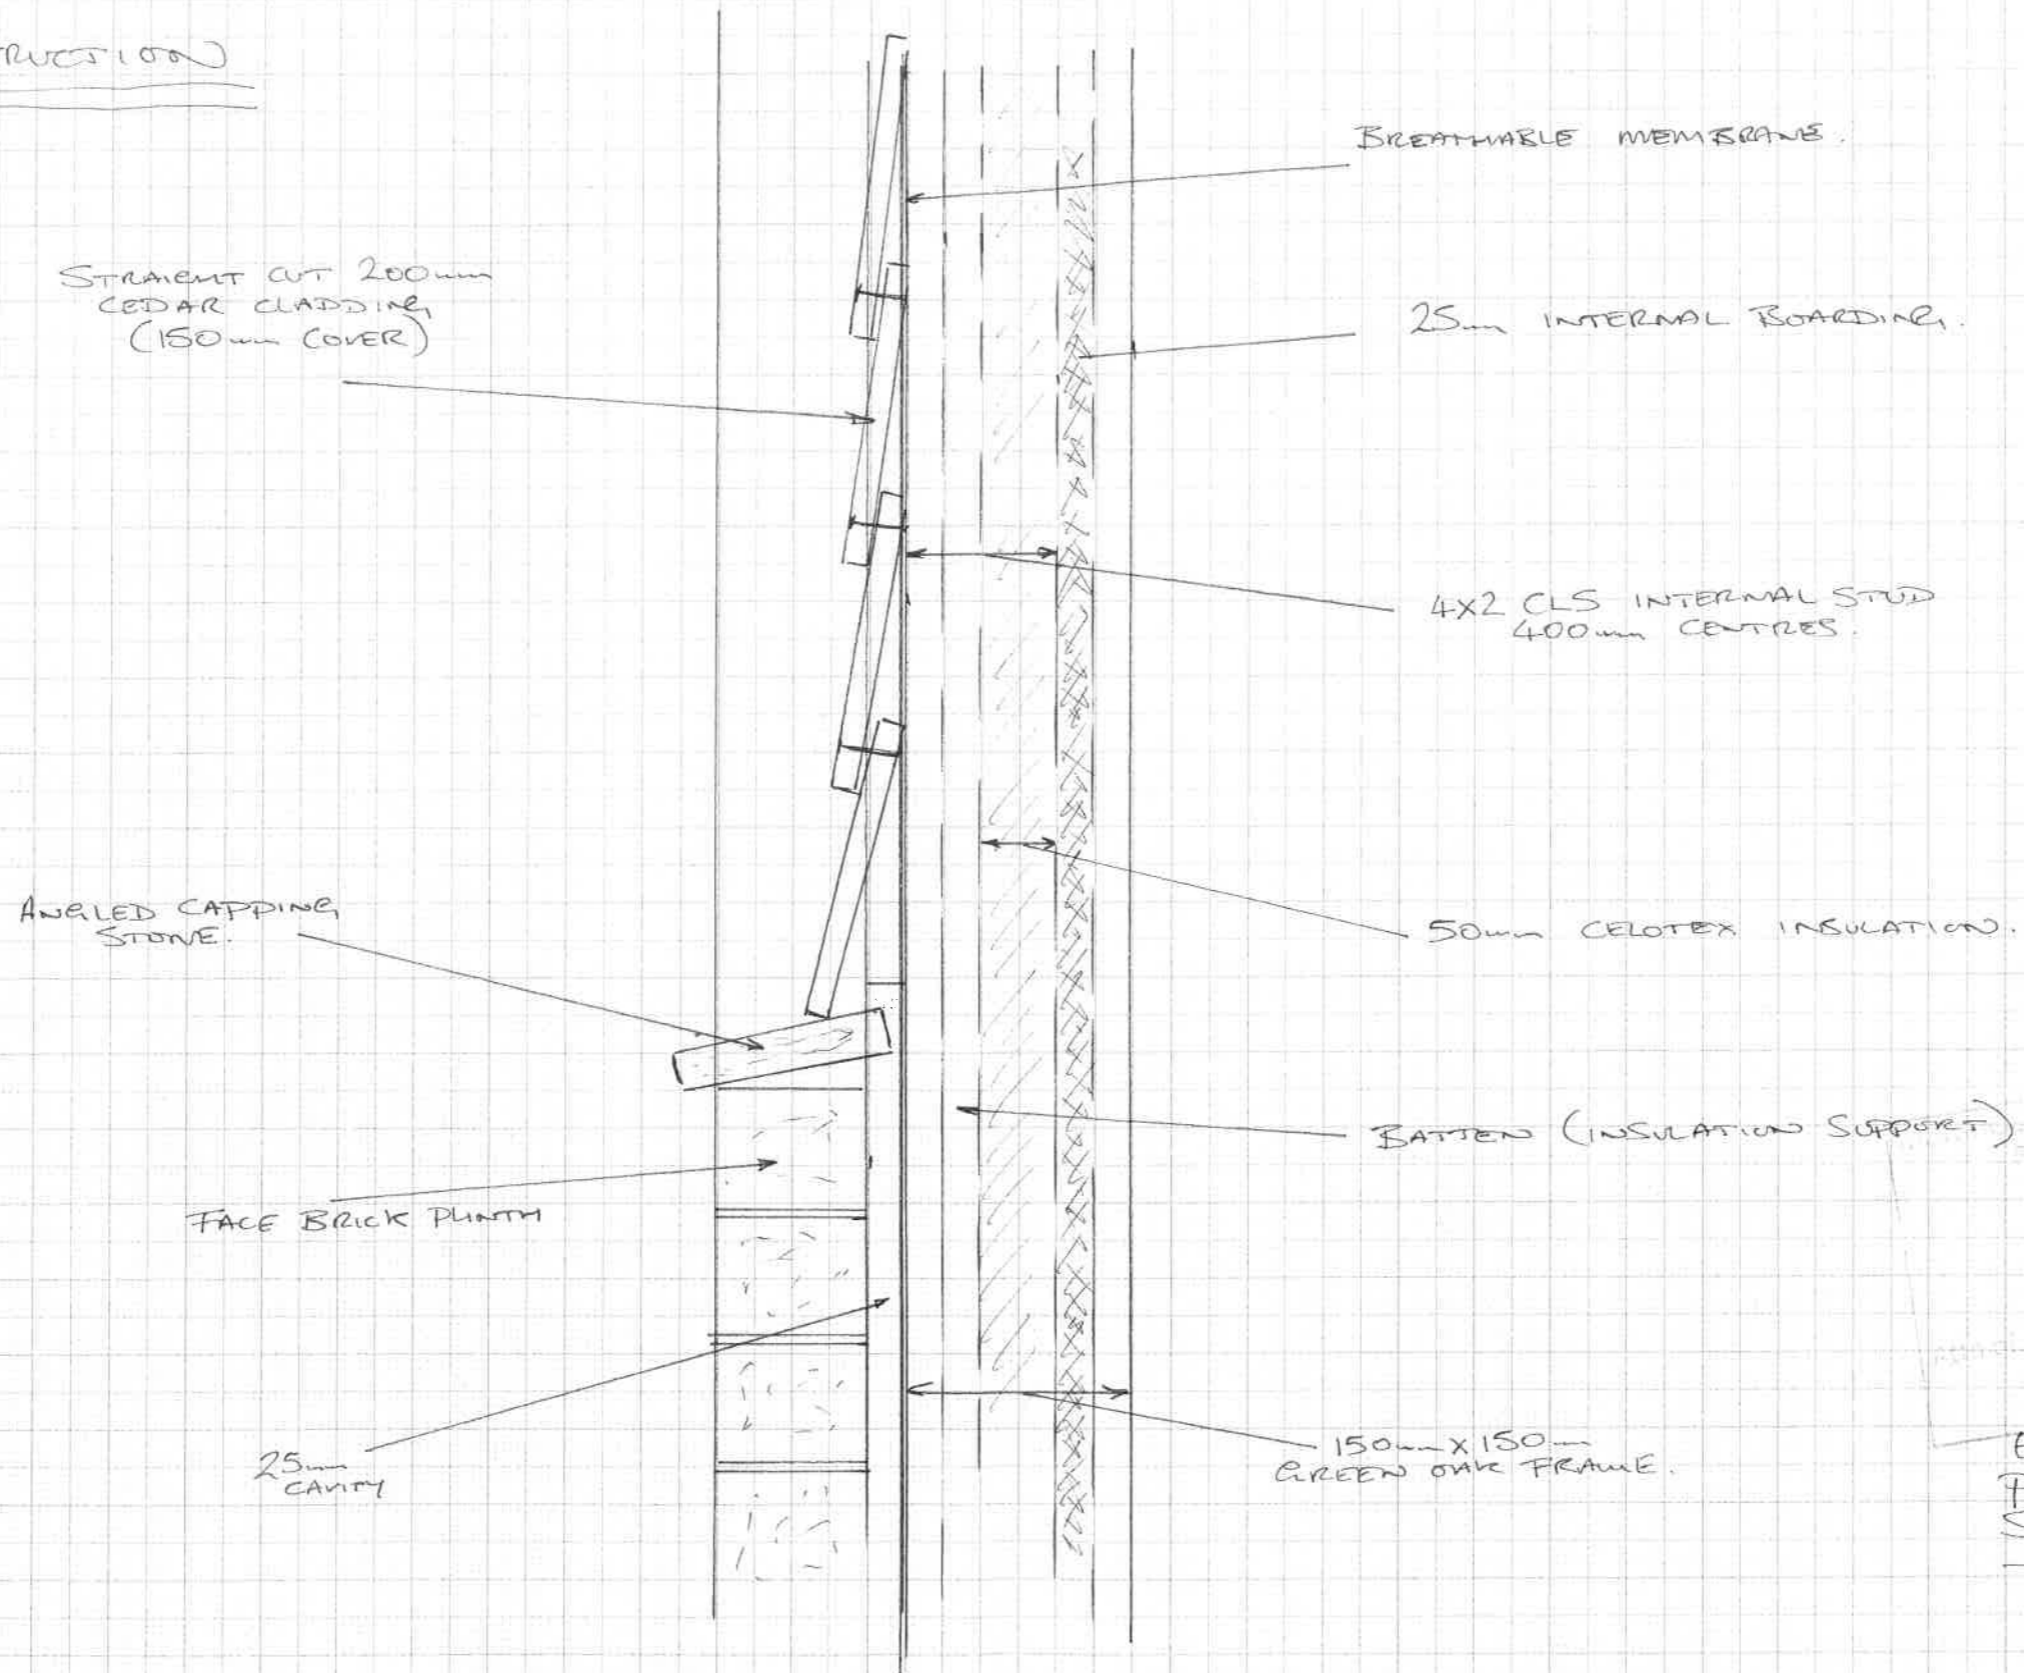 RUCTION
BREATHABLE MEMBRANE.
STRAIGHT CUT 200mm
CEDAR CLADDING
(150mm COVER)
25mm INTERNAL BOARDING.
4X2 CLS INTERNAL STUD
400mm CENTRES.
ANGLED CAPPING
STONE.
50mm CELOTEX INSULATION.
BATTEN (INSULATION SUPPORT)
FACE BRICK PLINTH
25mm
CAVITY
150mm X 150mm
GREEN OAK FRAME.